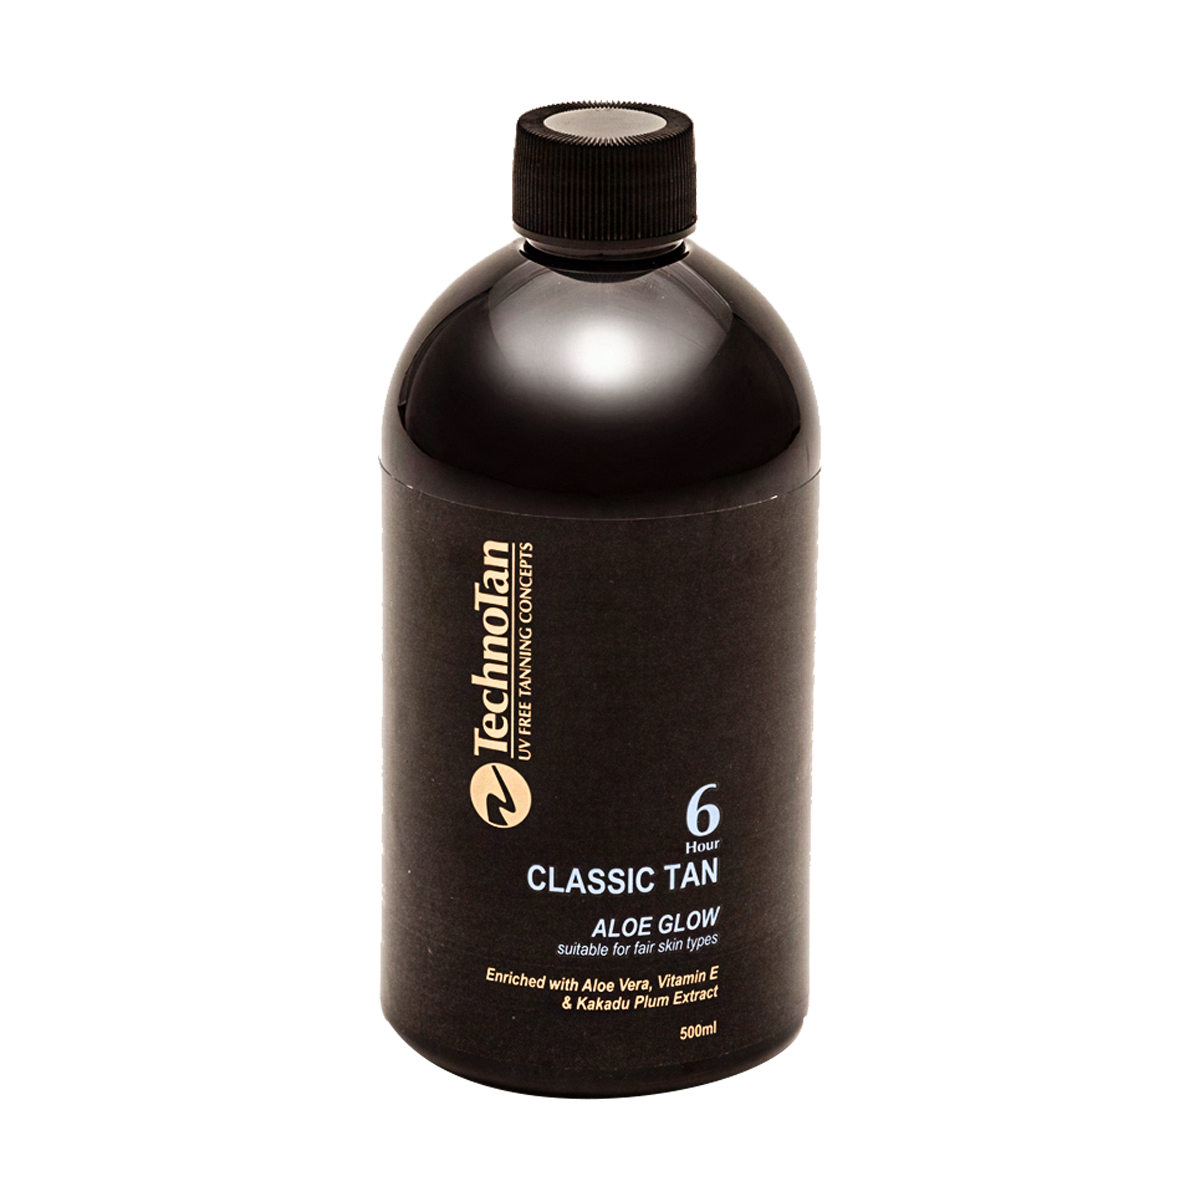 TechnoTan
UV FREE TANNING CONCEPTS
6
Hour
CLASSIC TAN
ALOE GLOW
suitable for fair skin types
Enriched with Aloe Vera, Vitamin E
& Kakadu Plum Extract
500ml